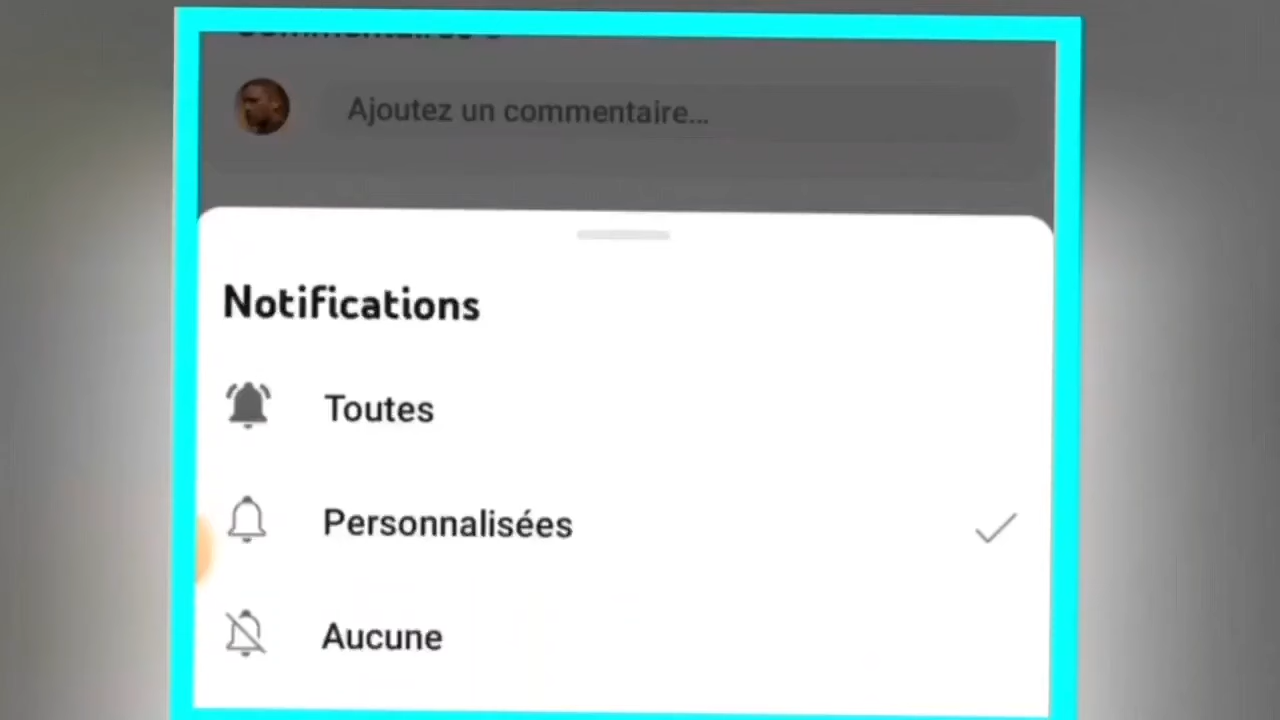 Ajoutez un commentaire...
Notifications
Toutes
Personnalisées
Aucune